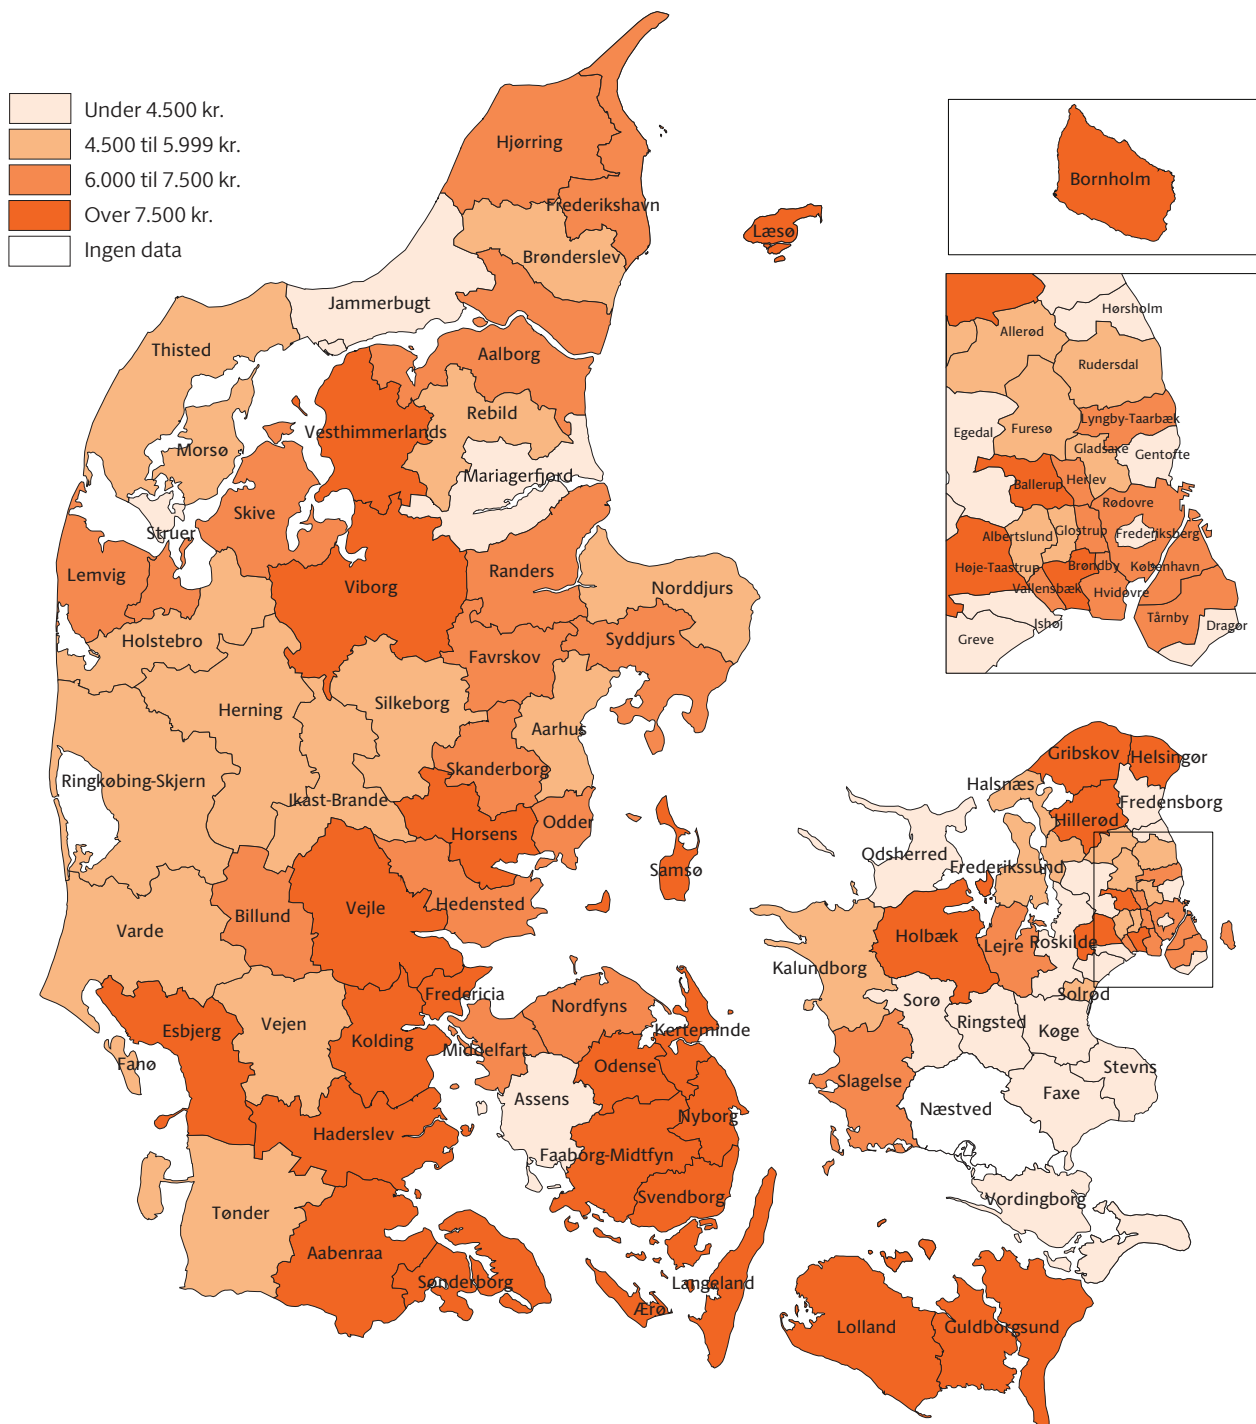 Under 4.500 kr.
4.500 til 5.999 kr.
6.000 til 7.500 kr.
Over 7.500 kr.
Ingen data
Hjørring
Frederikshavn
Læsø
Brønderslev
Jammerbugt
Thisted
Aalborg
Rebild
Vesthimmerlands
Morsø
Mariagerfjord
Struer
Skive
Lemvig
Viborg
Randers
Norddjurs
Holstebro
Favrskov
Syddjurs
Herning
Silkeborg
Aarhus
Ringkøbing-Skjern
Skanderborg
Ikast-Brande
Horsens
Odder
Samsø
Hedensted
Billund
Vejle
Varde
Fredericia
Esbjerg
Vejen
Kolding
Fanø
Haderslev
Tønder
Aabenraa
Sønderborg
Nordfyns
Middelfart
Kerteminde
Odense
Assens
Nyborg
Faaborg-Midtfyn
Svendborg
Langeland
Ærø
Bornholm
Hørsholm
Allerød
Rudersdal
Egedal
Furesø
Lyngby-Taarbæk
Gladsaxe
Gentofte
Ballerup
Herlev
Rødovre
Albertslund
Glostrup
Frederiksberg
Høje-Taastrup
Brøndby
København
Vallensbæk
Hvidovre
Tårnby
Dragør
Ishøj
Greve
Gribskov
Helsingør
Halsnæs
Fredensborg
Hillerød
Odsherred
Frederikssund
Holbæk
Lejre
Roskilde
Kalundborg
Solrød
Sorø
Ringsted
Køge
Stevns
Slagelse
Næstved
Faxe
Vordingborg
Lolland
Guldborgsund